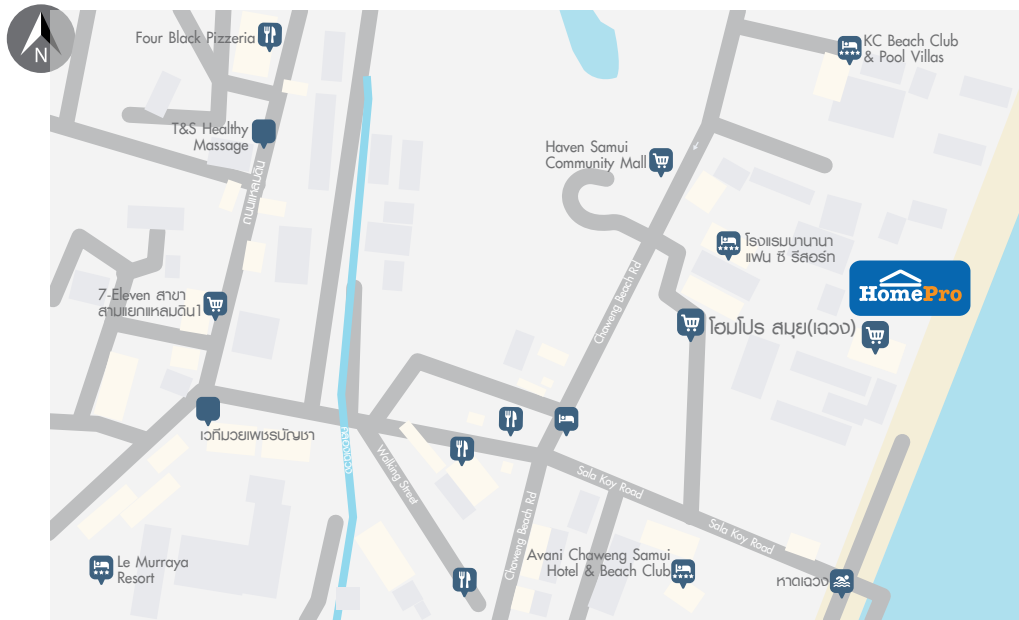 N
Four Black Pizzeria
KC Beach Club
& Pool Villas
T&S Healthy
Massage
Haven Samui
Community Mall
ถนนแหลมดิน
โรงแรมบานานา
แฟน ซี รีสอร์ท
Chaweng Beach Rd
HomePro
7-Eleven สาขา
สามแยกแหลมดิน1
โฮมโปร สมุย(เฉวง)
เวทีมวยเพชรบัญชา
Walking Street
Sala Koy Road
Chaweng Beach Rd
Sala Koy Road
Avani Chaweng Samui
Hotel & Beach Club
Le Murraya
Resort
หาดเฉวง